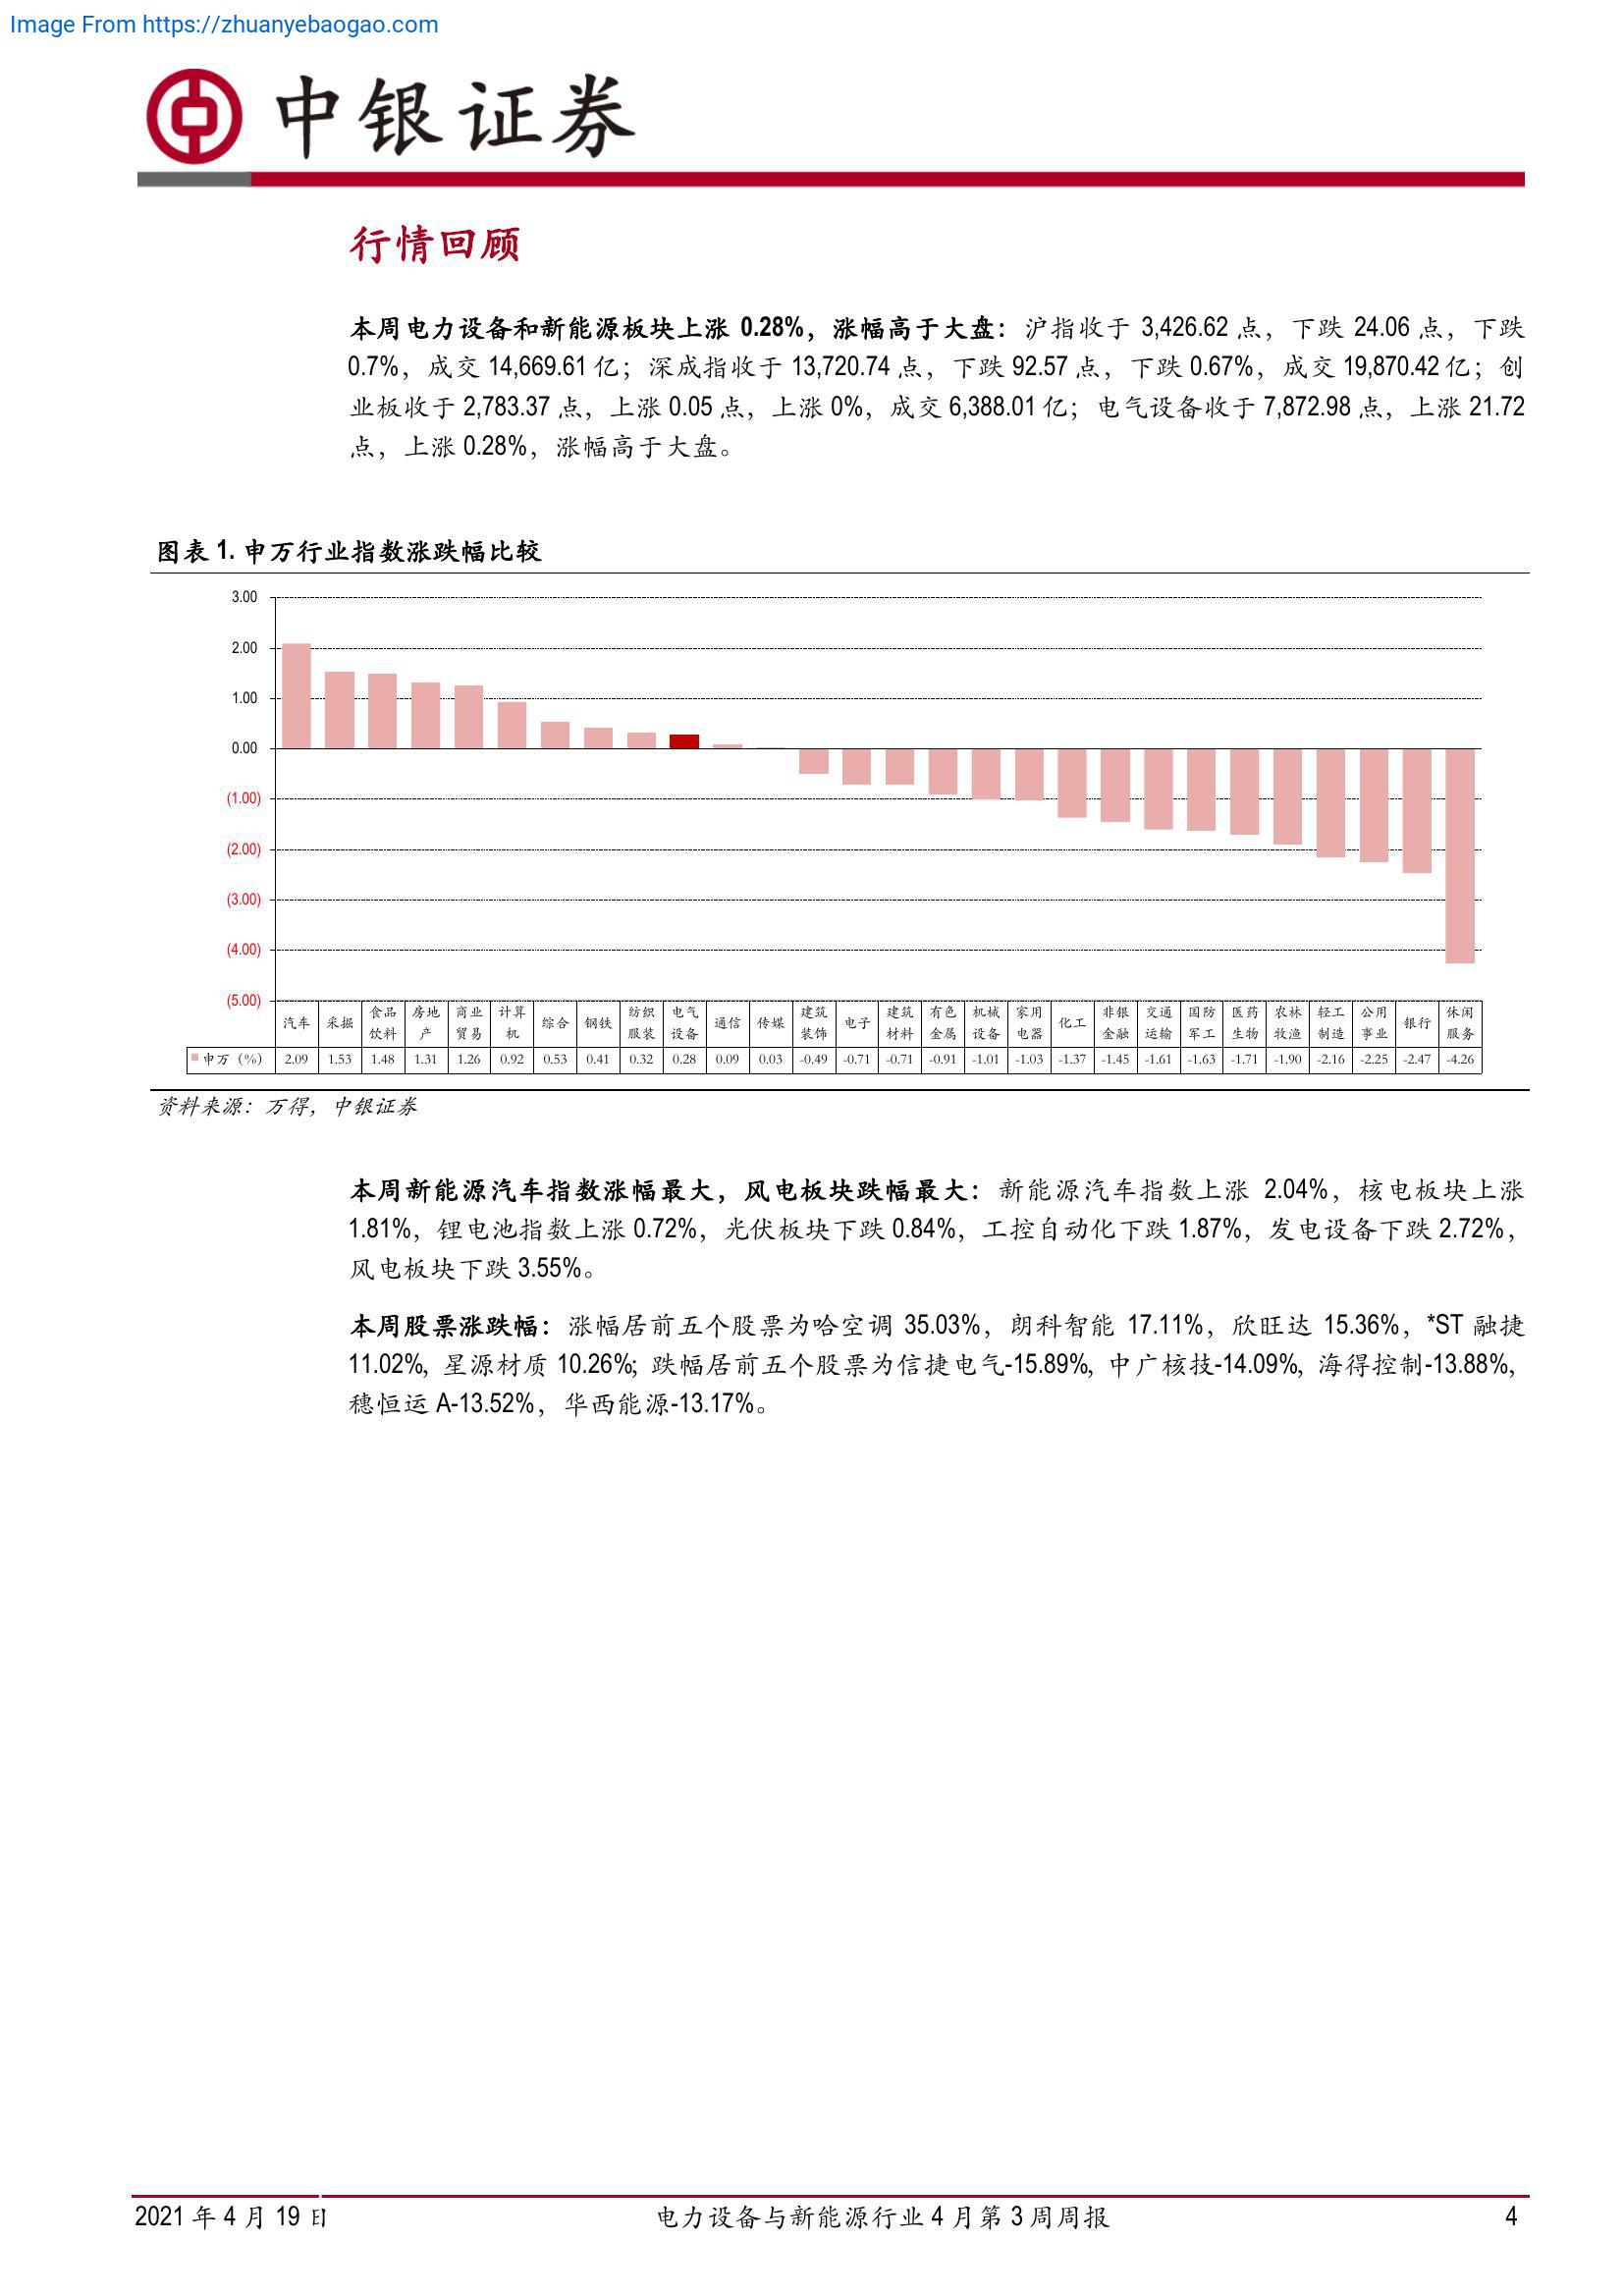 Image From https://zhuanyebaogao.com
中银证券
行情回顾
本周电力设备和新能源板块上涨 0.28%，涨幅高于大盘：沪指收于 3,426.62 点，下跌 24.06 点，下跌
0.7%，成交 14,669.61 亿；深成指收于 13,720.74 点，下跌 92.57 点，下跌 0.67%，成交 19,870.42 亿；创
业板收于 2,783.37 点，上涨 0.05 点，上涨 0%，成交 6,388.01 亿；电气设备收于 7,872.98 点，上涨 21.72
点，上涨 0.28%，涨幅高于大盘。
图表 1. 申万行业指数涨跌幅比较
3.00
2.00
1.00
0.00
(1.00)
(2.00)
(3.00)
(4.00)
(5.00)
汽车 采掘 食品饮料 房地产 商业贸易 计算机 综合 钢铁 纺织服装 电气设备 通信 传媒 建筑装饰 电子 建筑材料 有色金属 机械设备 家用电器 化工 非银金融 交通运输 国防军工 医药生物 农林牧渔 轻工制造 公用事业 银行 休闲服务
申万（%） 2.09 1.53 1.48 1.31 1.26 0.92 0.53 0.41 0.32 0.28 0.09 0.03 -0.49 -0.71 -0.71 -0.91 -1.01 -1.03 -1.37 -1.45 -1.61 -1.63 -1.71 -1.90 -2.16 -2.25 -2.47 -4.26
资料来源：万得，中银证券
本周新能源汽车指数涨幅最大，风电板块跌幅最大：新能源汽车指数上涨 2.04%，核电板块上涨
1.81%，锂电池指数上涨 0.72%，光伏板块下跌 0.84%，工控自动化下跌 1.87%，发电设备下跌 2.72%，
风电板块下跌 3.55%。
本周股票涨跌幅：涨幅居前五个股票为哈空调 35.03%，朗科智能 17.11%，欣旺达 15.36%，*ST 融捷
11.02%，星源材质 10.26%；跌幅居前五个股票为信捷电气-15.89%，中广核技-14.09%，海得控制-13.88%，
穗恒运 A-13.52%，华西能源-13.17%。
2021 年 4 月 19 日
电力设备与新能源行业 4 月第 3 周周报
4